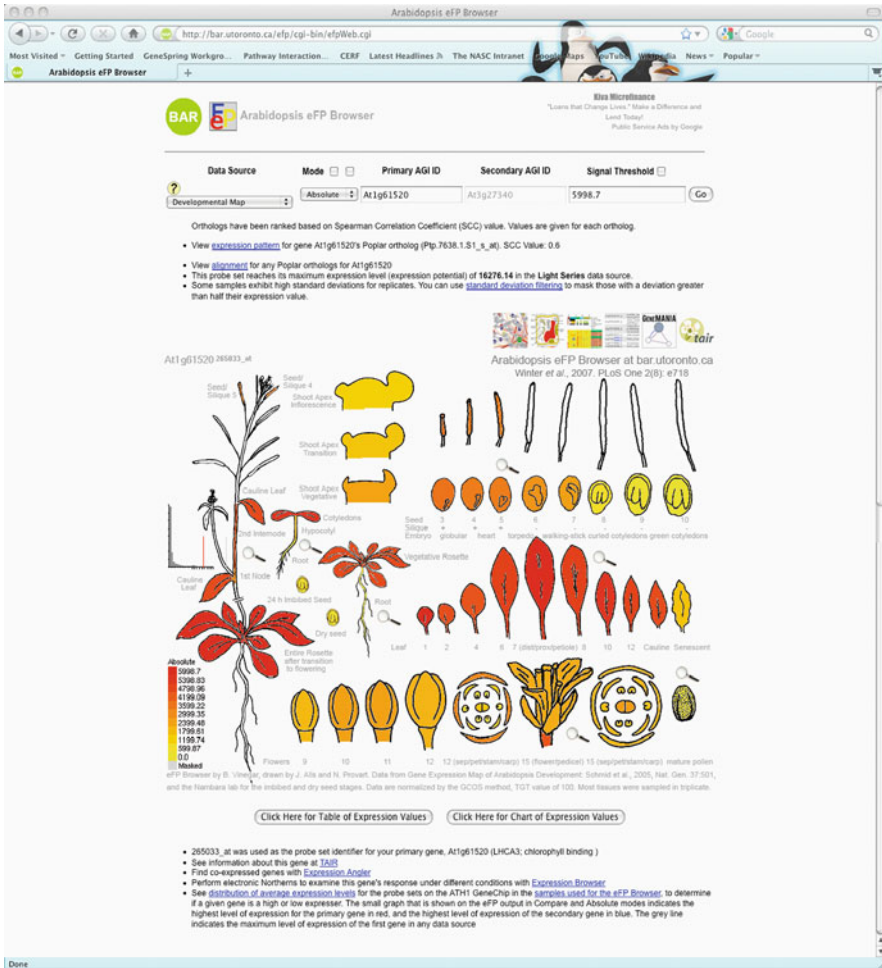 Arabidopsis eFP Browser
http://bar.utoronto.ca/efp/cgi-bin/efpWeb.cgi
Google
Most Visited Getting Started GeneSpring Workgro... Pathway Interaction... CERF Latest Headlines The NASC Intranet Google Maps YouTube Wikipedia News Popular
Arabidopsis eFP Browser +
BAR eFP Arabidopsis eFP Browser
Kiva Microfinance
"Loans that Change Lives." Make a Difference and
Lend Today!
Public Service Ads by Google
Data Source Mode Primary AGI ID Secondary AGI ID Signal Threshold
?
Developmental Map Absolute At1g61520 At3g27340 5998.7 Go
Orthologs have been ranked based on Spearman Correlation Coefficient (SCC) value. Values are given for each ortholog.
• View expression pattern for gene At1g61520's Poplar ortholog (Ptp.7638.1.S1_s_at). SCC Value: 0.6
• View alignment for any Poplar orthologs for At1g61520
• This probe set reaches its maximum expression level (expression potential) of 16276.14 in the Light Series data source.
• Some samples exhibit high standard deviations for replicates. You can use standard deviation filtering to mask those with a deviation greater
than half their expression value.
GeneMANIA
tair
At1g61520 265033_at
Arabidopsis eFP Browser at bar.utoronto.ca
Winter et al., 2007. PLoS One 2(8): e718
Seed/
Silique 5
Seed/
Silique 4
Shoot Apex
Inflorescence
Shoot Apex
Transition
Shoot Apex
Vegetative
Cauline Leaf
Cotyledons
Hypocotyl
2nd Internode
Root
Seed 3 4 5 6 7 8 9 10
Silique
Embryo globular heart torpedo walking-stick curled cotyledons green cotyledons
Vegetative Rosette
1st Node
Cauline
Leaf
24 h Imbibed Seed
Root
Dry seed
Leaf 1 2 4 6 7 (dist/prox/petiole) 8 10 12 Cauline Senescent
Entire Rosette
after transition
to flowering
Absolute
5998.7
5398.83
4798.96
4199.09
3599.22
2999.35
2399.48
1799.61
1199.74
599.87
0.0
Masked
Flowers 9 10 11 12 12 (sep/pet/stam/carp) 15 (flower/pedicel) 15 (sep/pet/stam/carp) mature pollen
eFP Browser by B. Vinegar, drawn by J. Alls and N. Provart. Data from Gene Expression Map of Arabidopsis Development: Schmid et al., 2005, Nat. Gen. 37:501,
and the Nambara lab for the imbibed and dry seed stages. Data are normalized by the GCOS method, TGT value of 100. Most tissues were sampled in triplicate.
Click Here for Table of Expression Values Click Here for Chart of Expression Values
• 265033_at was used as the probe set identifier for your primary gene, At1g61520 (LHCA3; chlorophyll binding )
• See information about this gene at TAIR
• Find co-expressed genes with Expression Angler
• Perform electronic Northerns to examine this gene's response under different conditions with Expression Browser
• See distribution of average expression levels for the probe sets on the ATH1 GeneChip in the samples used for the eFP Browser, to determine
if a given gene is a high or low expresser. The small graph that is shown on the eFP output in Compare and Absolute modes indicates the
highest level of expression for the primary gene in red, and the highest level of expression of the secondary gene in blue. The grey line
indicates the maximum level of expression of the first gene in any data source
Done